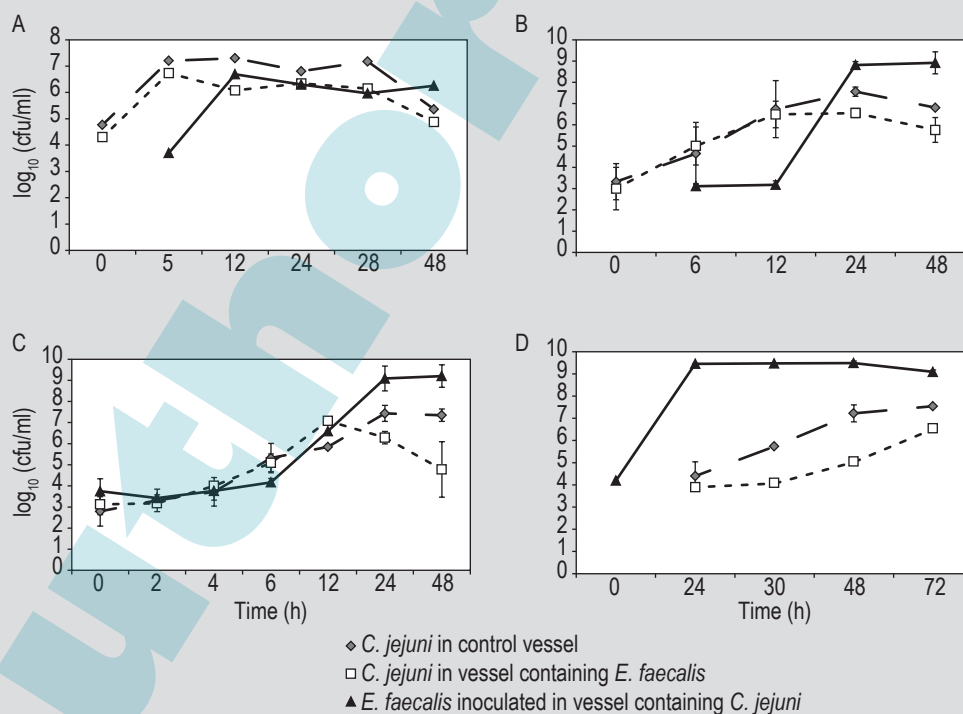 A
8
7
6
5
4
3
2
1
0
log10 (cfu/ml)
0 5 12 24 28 48
B
10
9
8
7
6
5
4
3
2
1
0
0 6 12 24 48
C
10
9
8
7
6
5
4
3
2
1
0
log10 (cfu/ml)
0 2 4 6 12 24 48
Time (h)
D
10
9
8
7
6
5
4
3
2
1
0
0 24 30 48 72
Time (h)
C. jejuni in control vessel
C. jejuni in vessel containing E. faecalis
E. faecalis inoculated in vessel containing C. jejuni
uthor